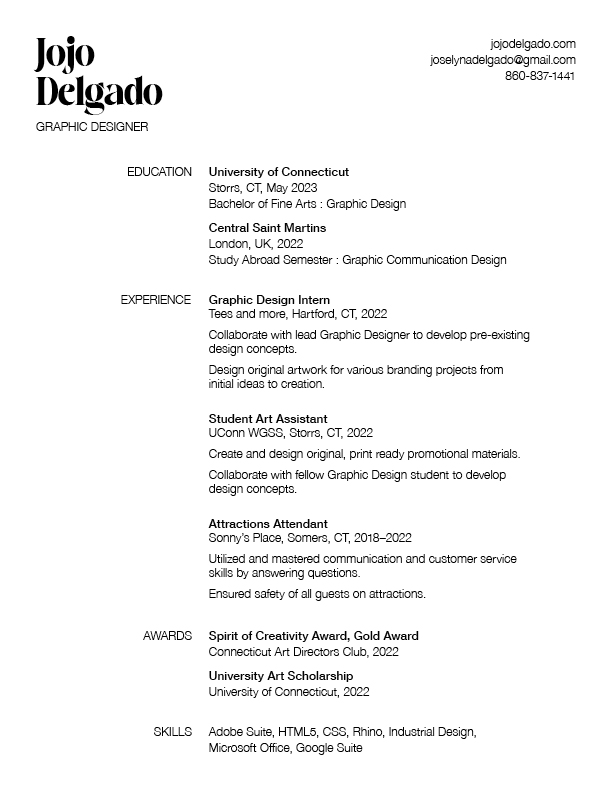 Jojo
Delgado
GRAPHIC DESIGNER
jojodelgado.com
joselynadelgado@gmail.com
860-837-1441
EDUCATION
University of Connecticut
Storrs, CT, May 2023
Bachelor of Fine Arts : Graphic Design
Central Saint Martins
London, UK, 2022
Study Abroad Semester : Graphic Communication Design
EXPERIENCE
Graphic Design Intern
Tees and more, Hartford, CT, 2022
Collaborate with lead Graphic Designer to develop pre-existing
design concepts.
Design original artwork for various branding projects from
initial ideas to creation.
Student Art Assistant
UConn WGSS, Storrs, CT, 2022
Create and design original, print ready promotional materials.
Collaborate with fellow Graphic Design student to develop
design concepts.
Attractions Attendant
Sonny's Place, Somers, CT, 2018–2022
Utilized and mastered communication and customer service
skills by answering questions.
Ensured safety of all guests on attractions.
AWARDS
Spirit of Creativity Award, Gold Award
Connecticut Art Directors Club, 2022
University Art Scholarship
University of Connecticut, 2022
SKILLS
Adobe Suite, HTML5, CSS, Rhino, Industrial Design,
Microsoft Office, Google Suite